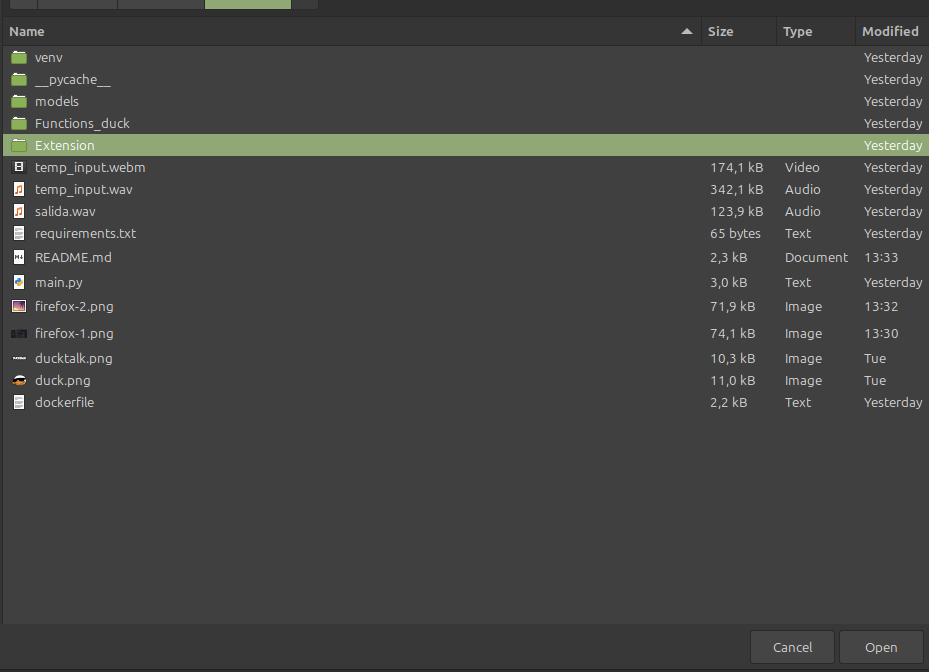 Name Size Type Modified
venv Yesterday
__pycache__ Yesterday
models Yesterday
Functions_duck Yesterday
Extension Yesterday
temp_input.webm 174,1 kB Video Yesterday
temp_input.wav 342,1 kB Audio Yesterday
salida.wav 123,9 kB Audio Yesterday
requirements.txt 65 bytes Text Yesterday
README.md 2,3 kB Document 13:33
main.py 3,0 kB Text Yesterday
firefox-2.png 71,9 kB Image 13:32
firefox-1.png 74,1 kB Image 13:30
ducktalk.png 10,3 kB Image Tue
duck.png 11,0 kB Image Tue
dockerfile 2,2 kB Text Yesterday
Cancel Open